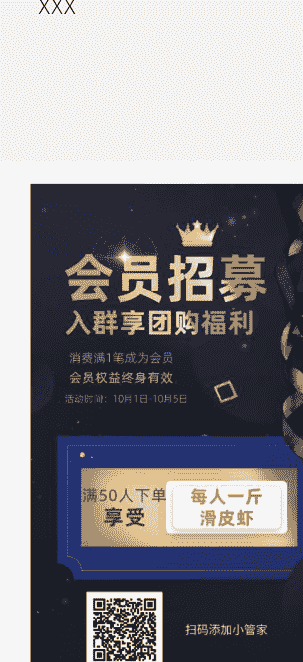 XXX
会员招募
入群享团购福利
消费满1笔成为会员
会员权益终身有效
活动时间：10月1日-10月5日
满50人下单
享受
每人一斤
滑皮虾
扫码添加小管家